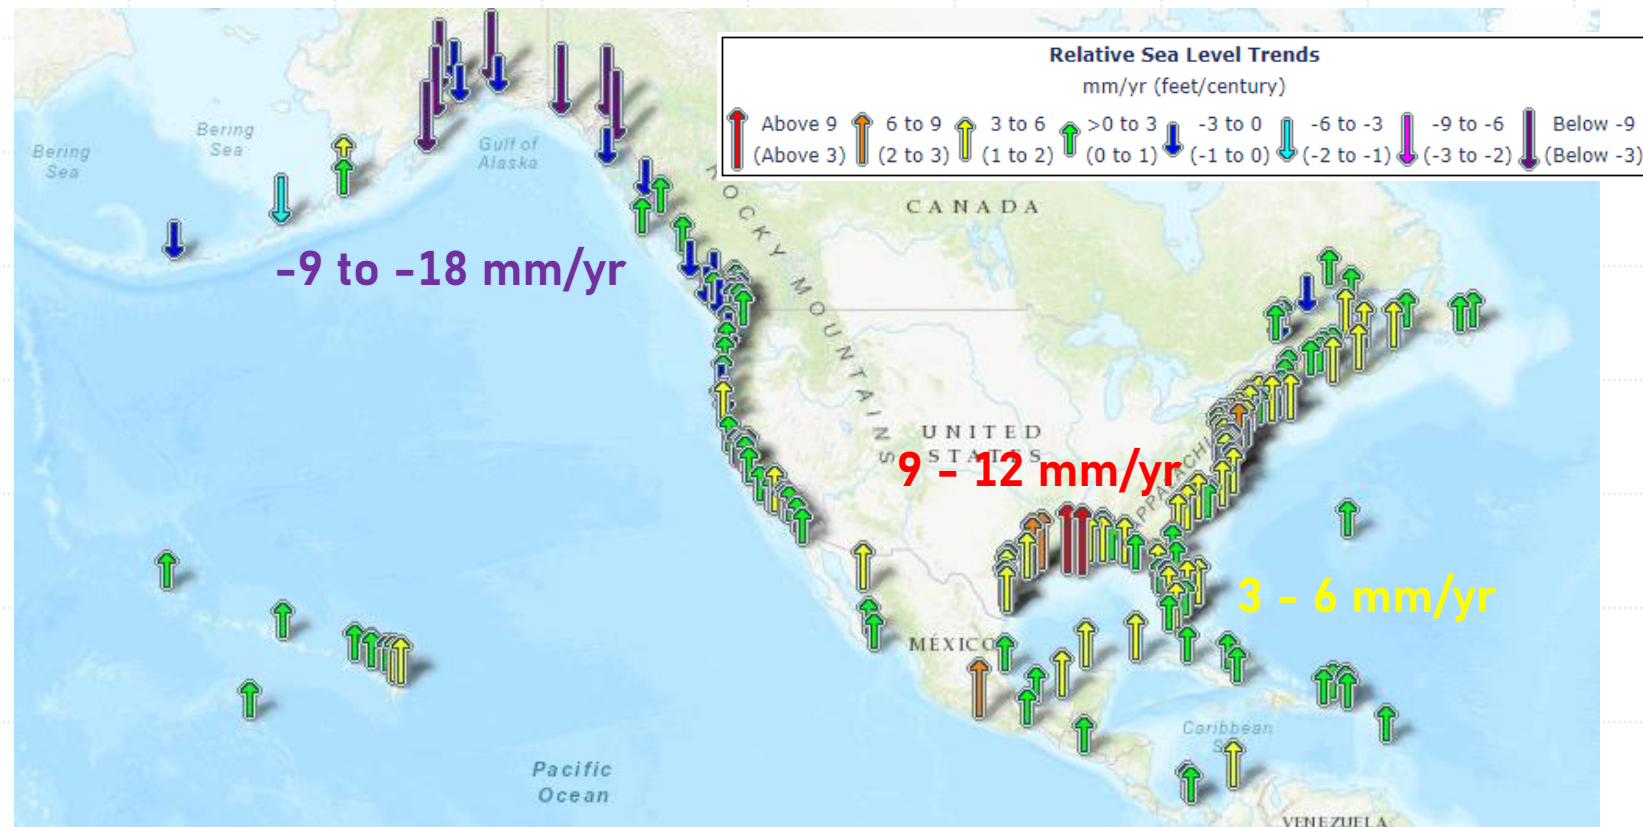 Relative Sea Level Trends
mm/yr (feet/century)
Above 9 6 to 9 3 to 6 >0 to 3 -3 to 0 -6 to -3 -9 to -6 Below -9
(Above 3) (2 to 3) (1 to 2) (0 to 1) (-1 to 0) (-2 to -1) (-3 to -2) (Below -3)
Bering
Sea
Bering
Sea
Gulf of
Alaska
ROCKY MOUNTAINS
CANADA
-9 to -18 mm/yr
UNITED
STATES
9 - 12 mm/yr
APPALACHI
3 - 6 mm/yr
MÉXICO
Caribbean
S
Pacific
Ocean
VENEZUELA